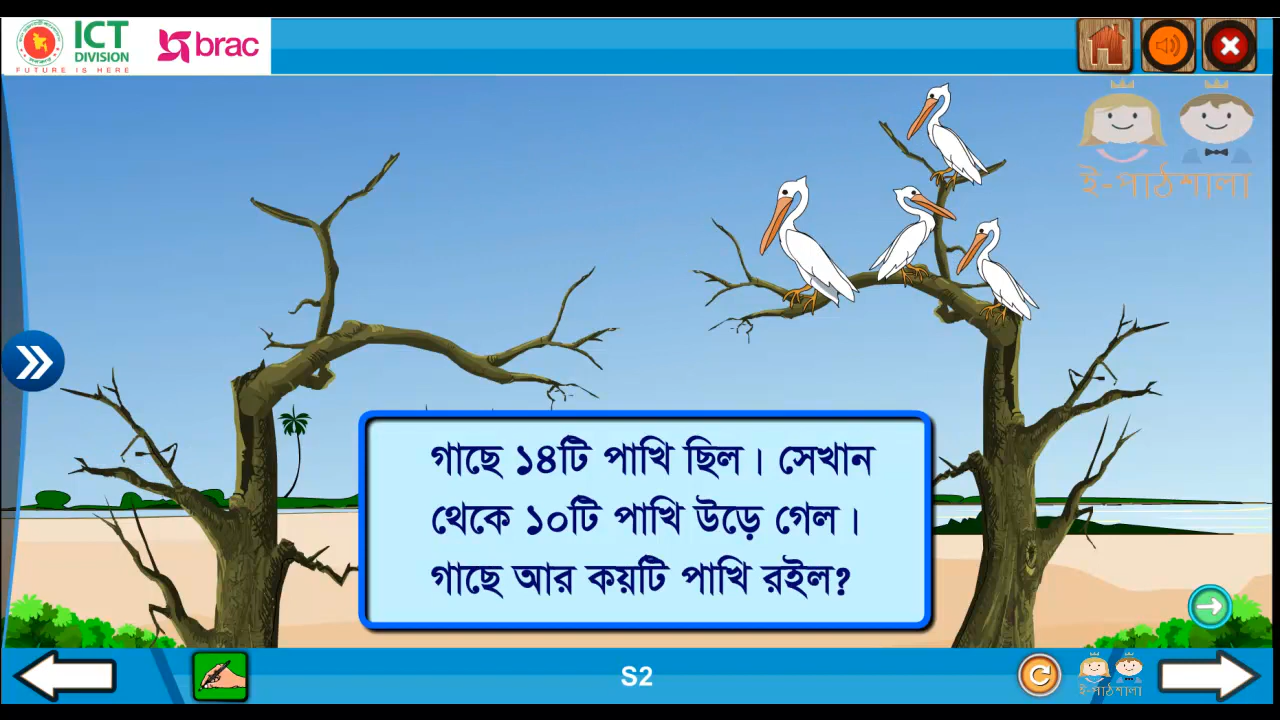 ICT
DIVISION
FUTURE IS HERE
brac
ই-পাঠশালা
গাছে ১৪টি পাখি ছিল। সেখান
থেকে ১০টি পাখি উড়ে গেল।
গাছে আর কয়টি পাখি রইল?
S2
ই-পাঠশালা